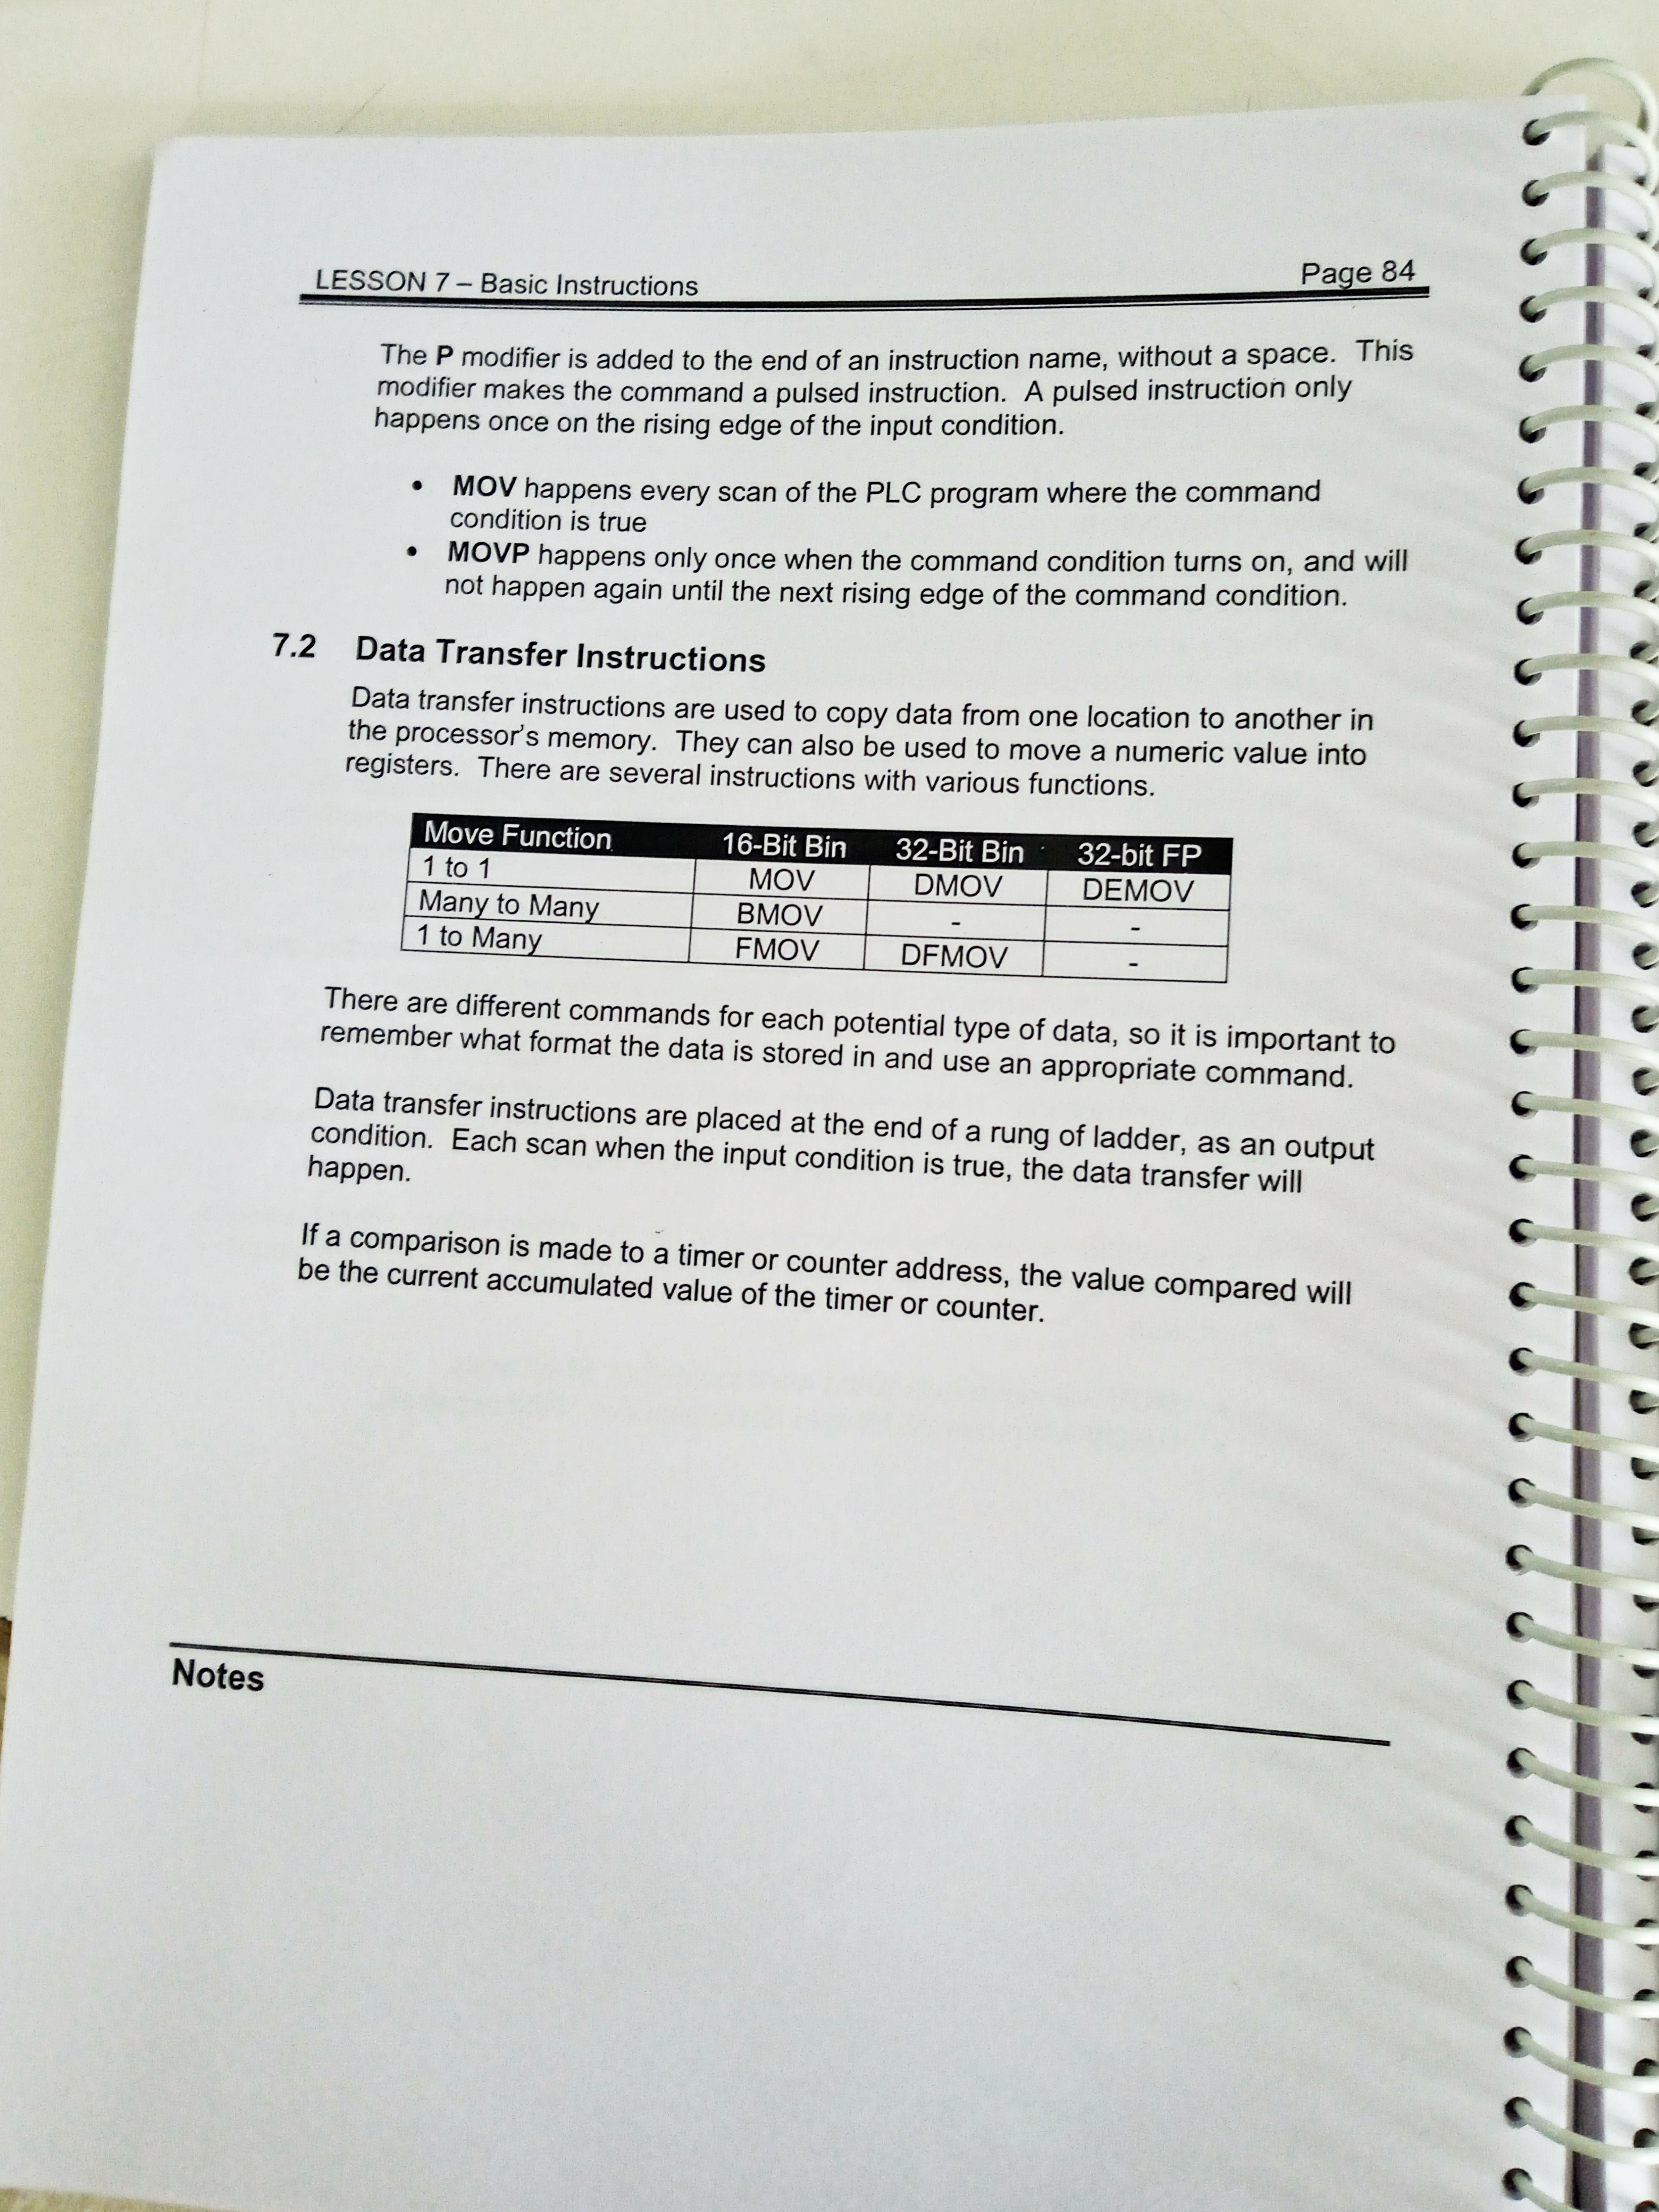 LESSON 7 – Basic Instructions Page 84
The P modifier is added to the end of an instruction name, without a space. This
modifier makes the command a pulsed instruction. A pulsed instruction only
happens once on the rising edge of the input condition.
• MOV happens every scan of the PLC program where the command
condition is true
• MOVP happens only once when the command condition turns on, and will
not happen again until the next rising edge of the command condition.
7.2 Data Transfer Instructions
Data transfer instructions are used to copy data from one location to another in
the processor's memory. They can also be used to move a numeric value into
registers. There are several instructions with various functions.
Move Function 16-Bit Bin 32-Bit Bin 32-bit FP
1 to 1 MOV DMOV DEMOV
Many to Many BMOV - -
1 to Many FMOV DFMOV -
There are different commands for each potential type of data, so it is important to
remember what format the data is stored in and use an appropriate command.
Data transfer instructions are placed at the end of a rung of ladder, as an output
condition. Each scan when the input condition is true, the data transfer will
happen.
If a comparison is made to a timer or counter address, the value compared will
be the current accumulated value of the timer or counter.
Notes